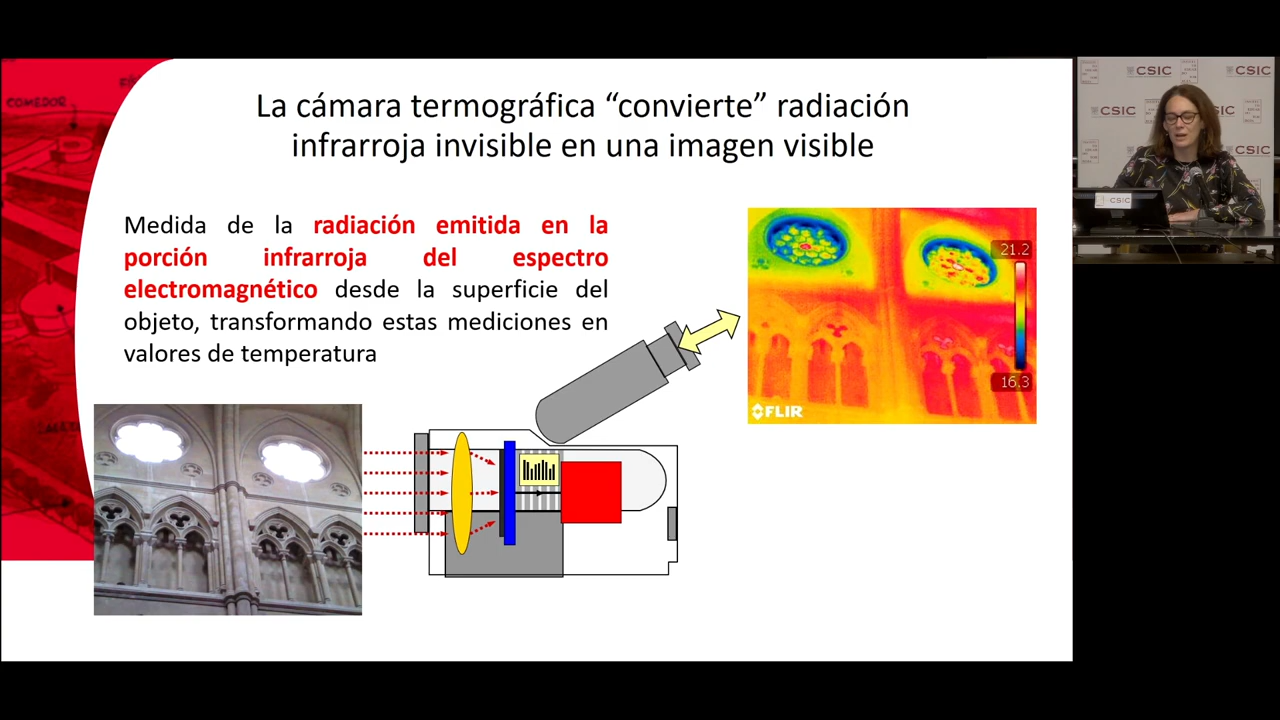 La cámara termográfica “convierte” radiación
infrarroja invisible en una imagen visible
Medida de la radiación emitida en la
porción infrarroja del espectro
electromagnético desde la superficie del
objeto, transformando estas mediciones en
valores de temperatura
21.2
16.3
FLIR
COMEDOR
CSIC
CSIC
CSIC
CSIC
CSIC
CSIC